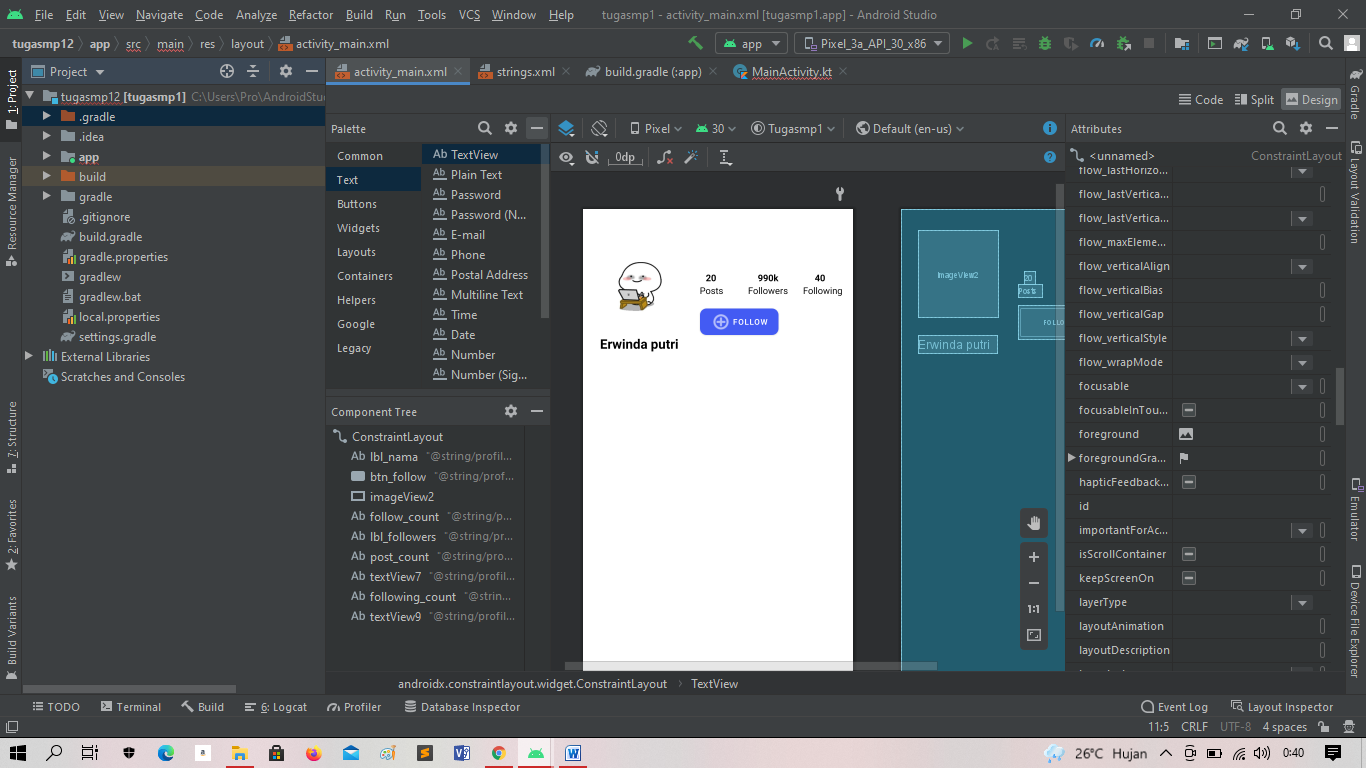 File Edit View Navigate Code Analyze Refactor Build Run Tools VCS Window Help tugasmp1 - activity_main.xml [tugasmp1.app] - Android Studio
tugasmp12 app src main res layout activity_main.xml app Pixel_3a_API_30_x86
Project activity_main.xml strings.xml build.gradle (:app) MainActivity.kt
1: Project
Resource Manager
7: Structure
2: Favorites
Build Variants
tugasmp12 [tugasmp1] C:\Users\Pro\AndroidStu
.gradle
.idea
app
build
gradle
.gitignore
build.gradle
gradle.properties
gradlew
gradlew.bat
local.properties
settings.gradle
External Libraries
Scratches and Consoles
Code Split Design
Palette
Common
Text
Buttons
Widgets
Layouts
Containers
Helpers
Google
Legacy
Ab TextView
Ab Plain Text
Ab Password
Ab Password (N...
Ab E-mail
Ab Phone
Ab Postal Address
Ab Multiline Text
Ab Time
Ab Date
Ab Number
Ab Number (Sig...
Component Tree
ConstraintLayout
Ab lbl_nama "@string/profil...
btn_follow "@string/prof...
imageView2
Ab follow_count "@string/p...
Ab lbl_followers "@string/pr...
Ab post_count "@string/pro...
Ab textView7 "@string/profil...
Ab following_count "@strin...
Ab textView9 "@string/profil...
Pixel 30 Tugasmp1 Default (en-us)
0dp
20 990k 40
Posts Followers Following
FOLLOW
Erwinda putri
ImageView2
20
Posts
FOLLO
Erwinda putri
1:1
Attributes
<unnamed> ConstraintLayout
flow_lastHorizo...
flow_lastVertica...
flow_lastVertica...
flow_maxEleme...
flow_verticalAlign
flow_verticalBias
flow_verticalGap
flow_verticalStyle
flow_wrapMode
focusable
focusableInTou...
foreground
foregroundGra...
hapticFeedback...
id
importantForAc...
isScrollContainer
keepScreenOn
layerType
layoutAnimation
layoutDescription
Gradle
Layout Validation
Emulator
Device File Explorer
androidx.constraintlayout.widget.ConstraintLayout TextView
TODO Terminal Build 6: Logcat Profiler Database Inspector Event Log Layout Inspector
11:5 CRLF UTF-8 4 spaces
26°C Hujan 0:40